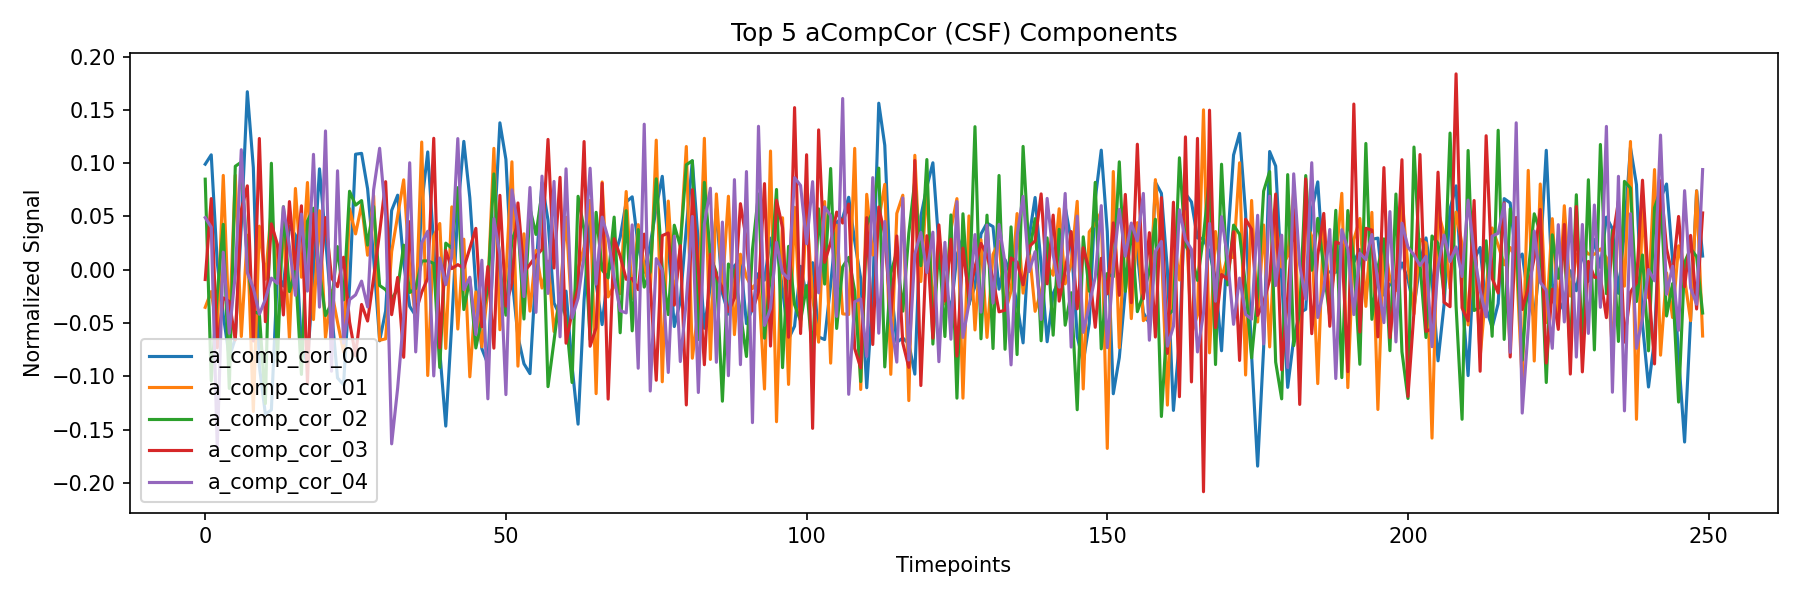 Top 5 aCompCor (CSF) Components
Normalized Signal
0.20
0.15
0.10
0.05
0.00
−0.05
−0.10
−0.15
−0.20
a_comp_cor_00
a_comp_cor_01
a_comp_cor_02
a_comp_cor_03
a_comp_cor_04
0 50 100 150 200 250
Timepoints